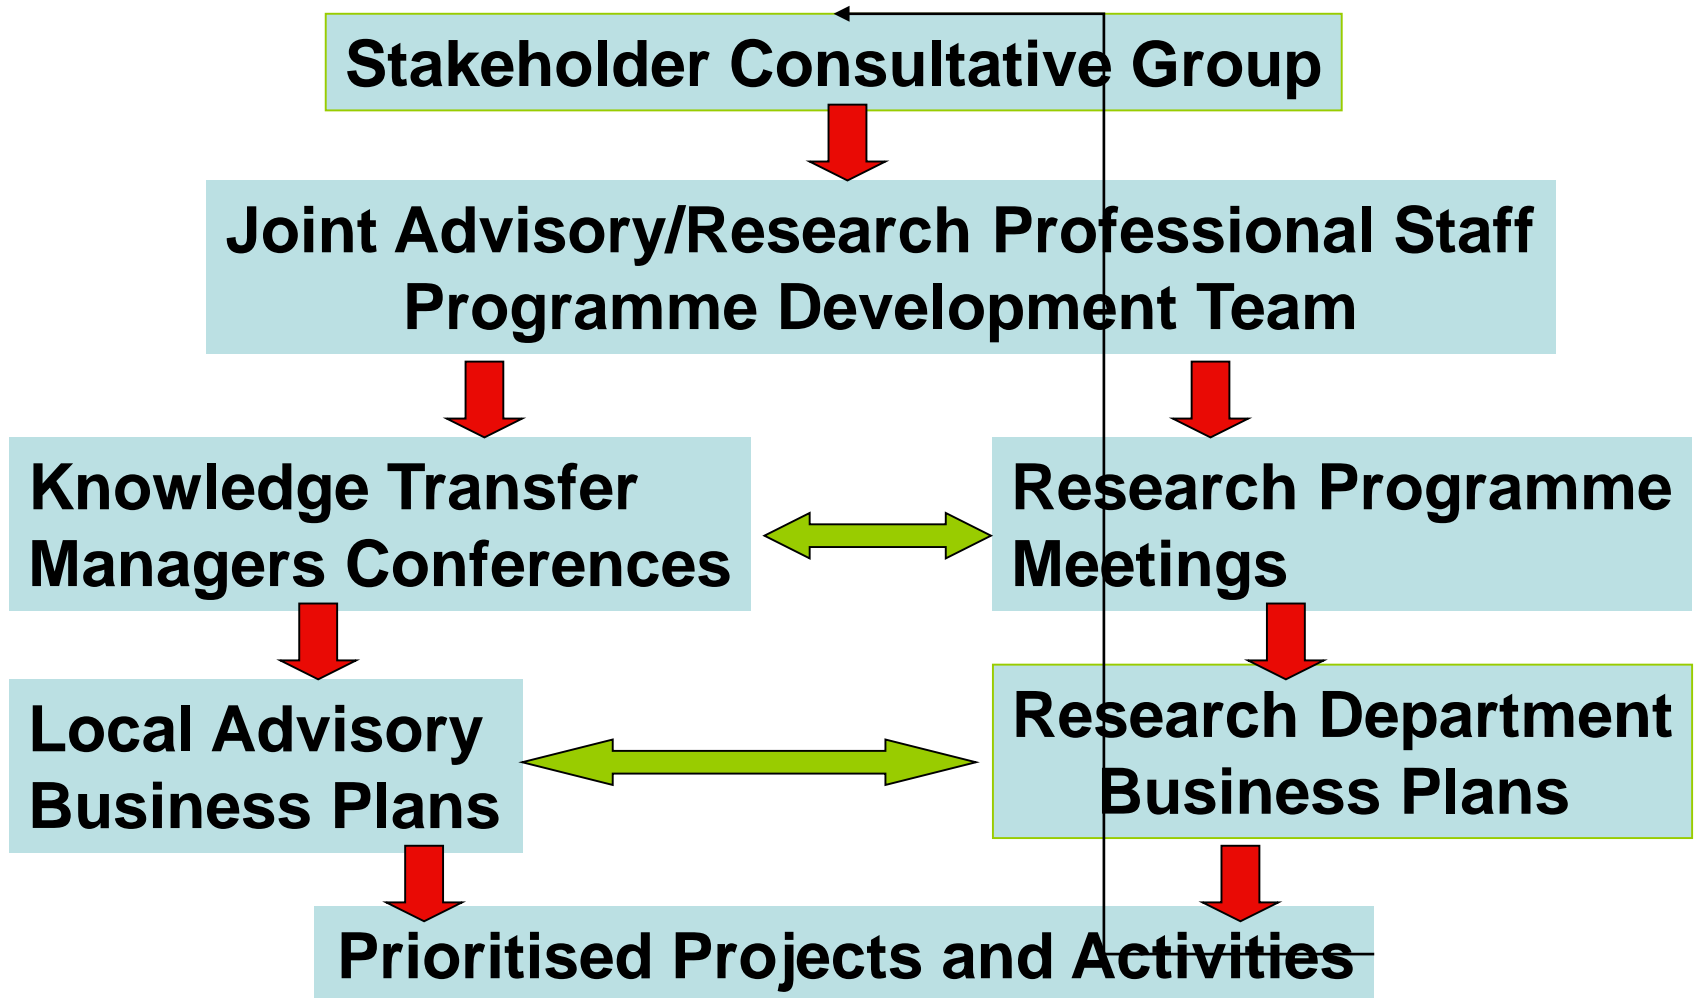 Stakeholder Consultative Group
Joint Advisory/Research Professional Staff
Programme Development Team
Knowledge Transfer
Managers Conferences
Research Programme
Meetings
Local Advisory
Business Plans
Research Department
Business Plans
Prioritised Projects and Activities